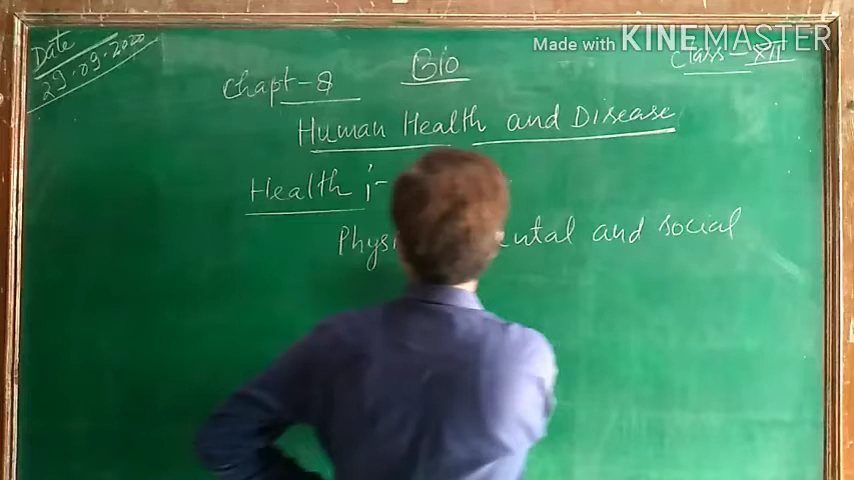 Made with KINEMASTER
Date
29.09.2020
Bio
Class - XII
Chapt-8
Human Health and Disease
Health :-
and social